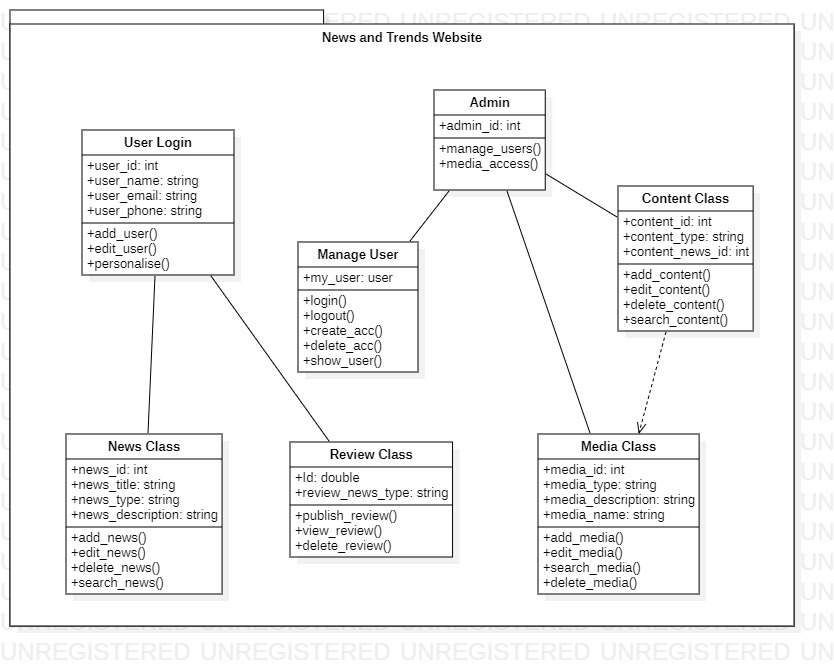 News and Trends Website
User Login
+user_id: int
+user_name: string
+user_email: string
+user_phone: string
+add_user()
+edit_user()
+personalise()
Admin
+admin_id: int
+manage_users()
+media_access()
Manage User
+my_user: user
+login()
+logout()
+create_acc()
+delete_acc()
+show_user()
Content Class
+content_id: int
+content_type: string
+content_news_id: int
+add_content()
+edit_content()
+delete_content()
+search_content()
News Class
+news_id: int
+news_title: string
+news_type: string
+news_description: string
+add_news()
+edit_news()
+delete_news()
+search_news()
Review Class
+Id: double
+review_news_type: string
+publish_review()
+view_review()
+delete_review()
Media Class
+media_id: int
+media_type: string
+media_description: string
+media_name: string
+add_media()
+edit_media()
+search_media()
+delete_media()
UNREGISTERED UNREGISTERED UNREGISTERED UNREGISTERED UN